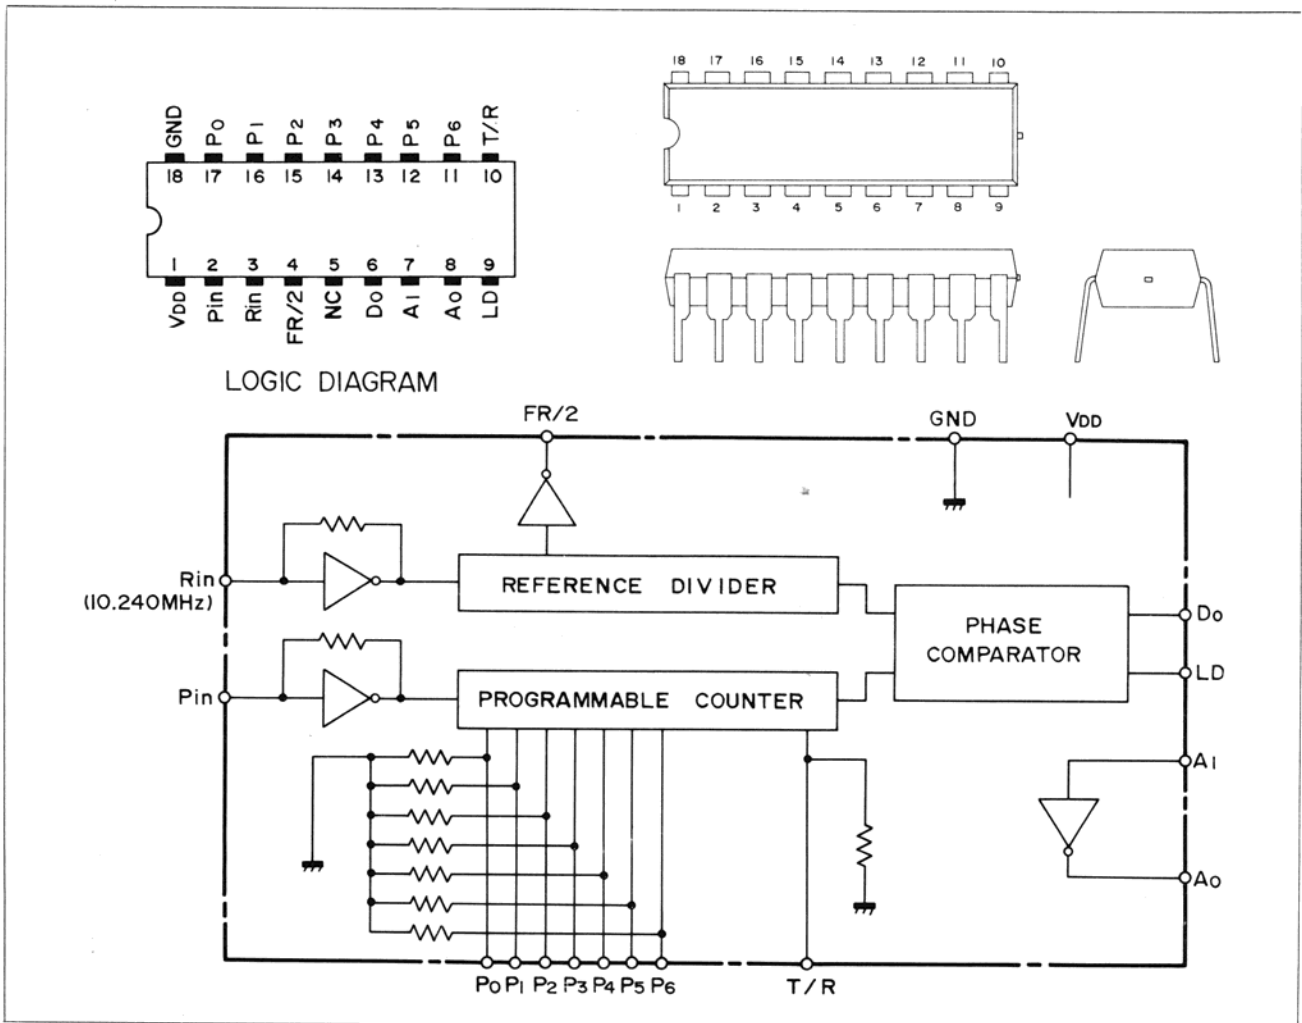 GND P0 P1 P2 P3 P4 P5 P6 T/R
18 17 16 15 14 13 12 11 10
1 2 3 4 5 6 7 8 9
VDD Pin Rin FR/2 NC Do A1 Ao LD
18 17 16 15 14 13 12 11 10
1 2 3 4 5 6 7 8 9
LOGIC DIAGRAM
FR/2
GND
VDD
Rin
(10.240MHz)
REFERENCE DIVIDER
PHASE
COMPARATOR
Do
LD
Pin
PROGRAMMABLE COUNTER
A1
Ao
P0 P1 P2 P3 P4 P5 P6
T/R